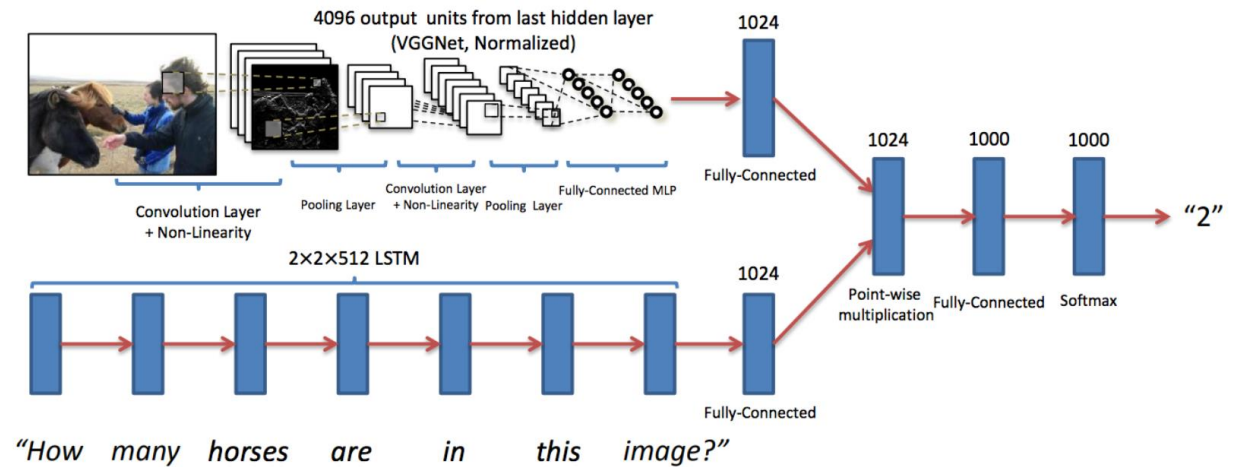 4096 output units from last hidden layer
(VGGNet, Normalized)
1024
Convolution Layer
+ Non-Linearity
Pooling Layer
Convolution Layer
+ Non-Linearity
Pooling Layer
Fully-Connected MLP
Fully-Connected
2×2×512 LSTM
1024
Fully-Connected
1024
Point-wise
multiplication
1000
Fully-Connected
1000
Softmax
“2”
“How many horses are in this image?”